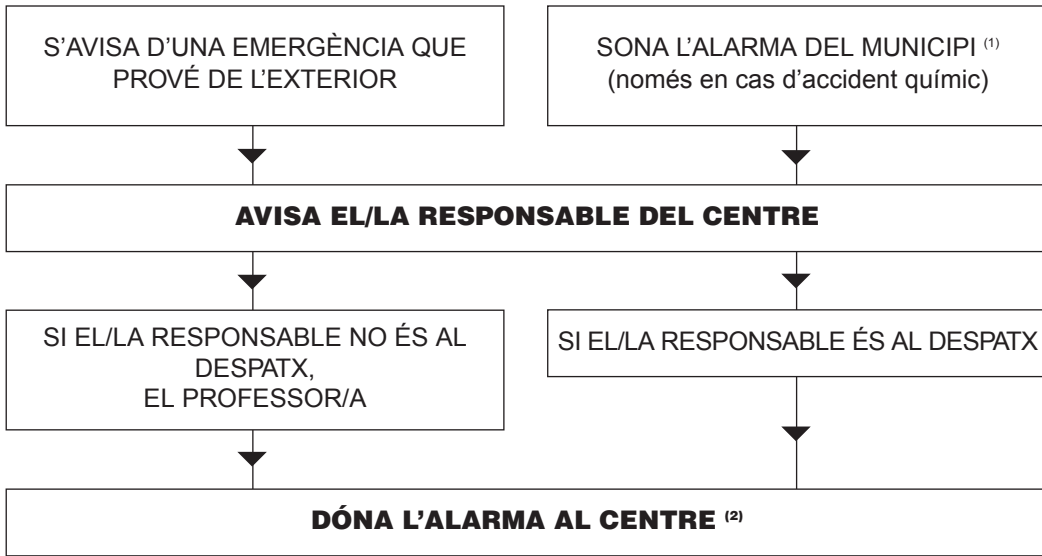 S’AVISA D’UNA EMERGÈNCIA QUE
PROVÉ DE L’EXTERIOR
SONA L’ALARMA DEL MUNICIPI (1)
(només en cas d’accident químic)
AVISA EL/LA RESPONSABLE DEL CENTRE
SI EL/LA RESPONSABLE NO ÉS AL
DESPATX,
EL PROFESSOR/A
SI EL/LA RESPONSABLE ÉS AL DESPATX
DÓNA L’ALARMA AL CENTRE (2)